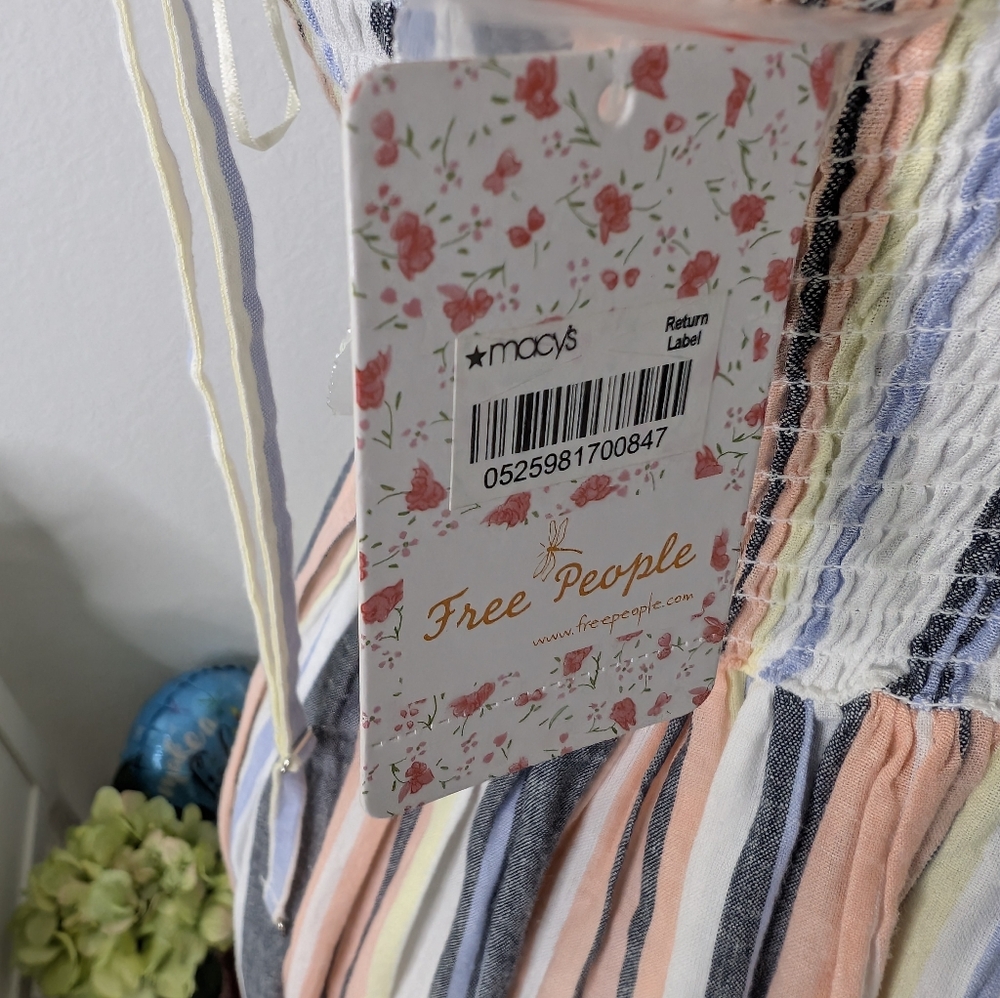 ★macy's
Return
Label
0525981700847
Free People
www.freepeople.com